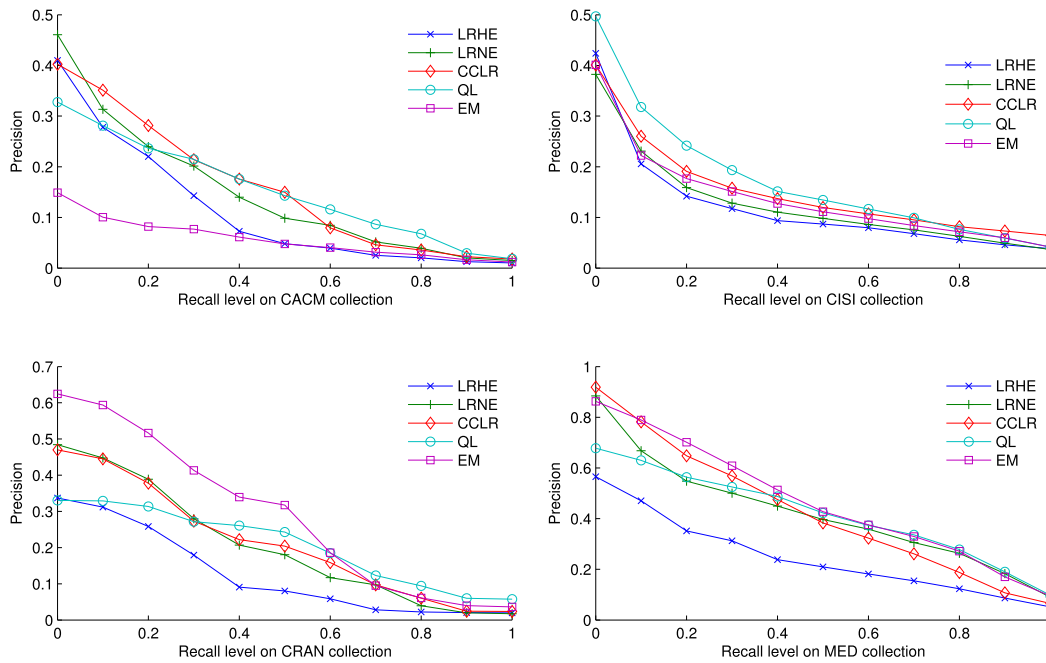 0.5
0.4
0.3
0.2
0.1
0
Precision
0 0.2 0.4 0.6 0.8 1
Recall level on CACM collection
LRHE
LRNE
CCLR
QL
EM
0.5
0.4
0.3
0.2
0.1
0
Precision
0 0.2 0.4 0.6 0.8
Recall level on CISI collection
LRHE
LRNE
CCLR
QL
EM
0.7
0.6
0.5
0.4
0.3
0.2
0.1
0
Precision
0 0.2 0.4 0.6 0.8 1
Recall level on CRAN collection
LRHE
LRNE
CCLR
QL
EM
1
0.8
0.6
0.4
0.2
0
Precision
0 0.2 0.4 0.6 0.8
Recall level on MED collection
LRHE
LRNE
CCLR
QL
EM